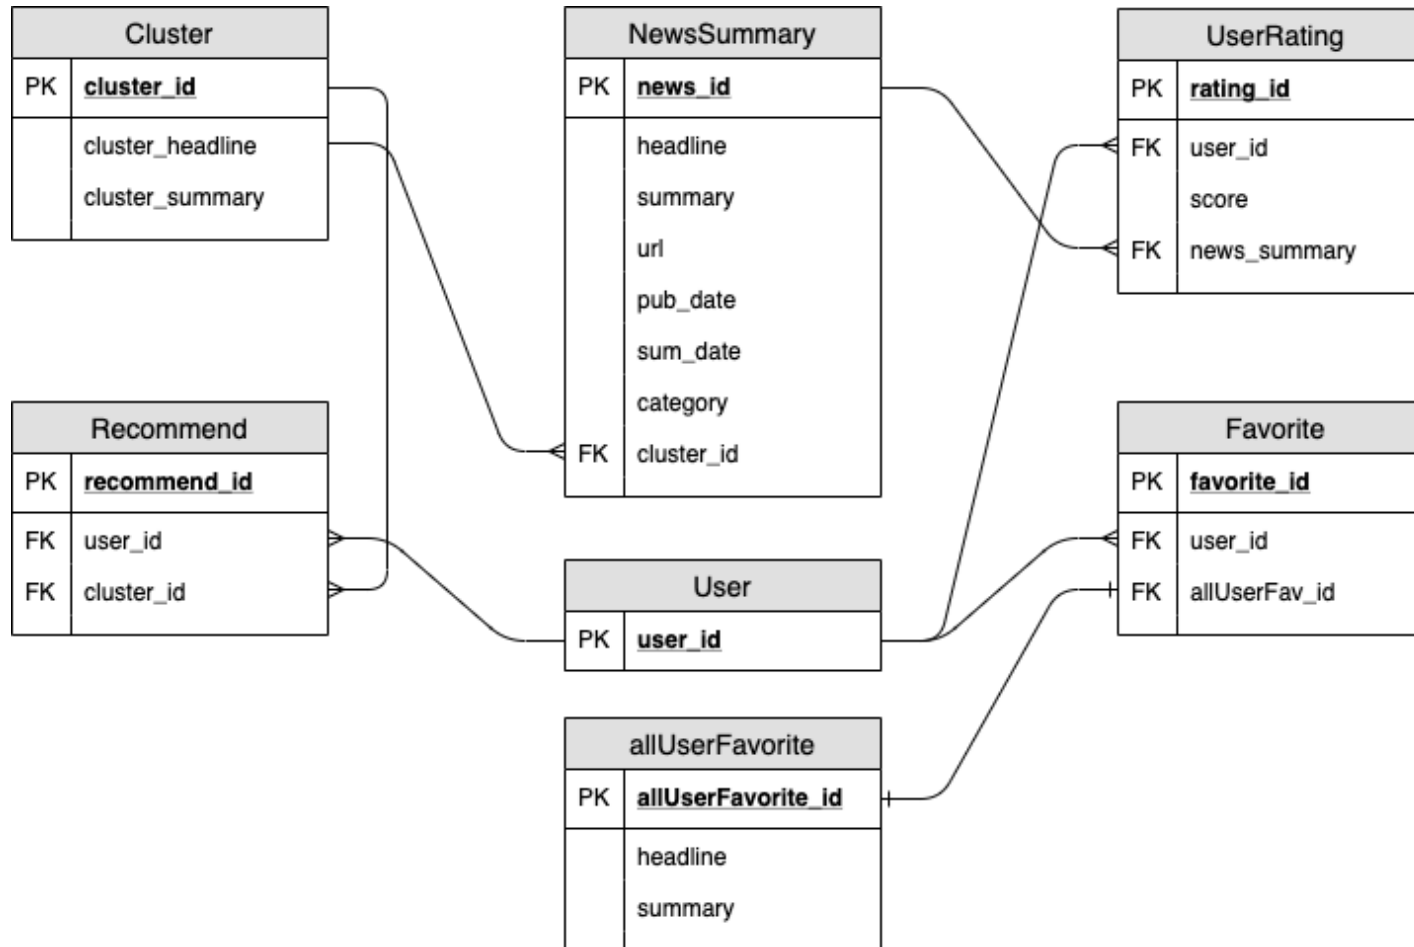 Cluster
PK cluster_id
cluster_headline
cluster_summary
NewsSummary
PK news_id
headline
summary
url
pub_date
sum_date
category
FK cluster_id
UserRating
PK rating_id
FK user_id
score
FK news_summary
Recommend
PK recommend_id
FK user_id
FK cluster_id
User
PK user_id
Favorite
PK favorite_id
FK user_id
FK allUserFav_id
allUserFavorite
PK allUserFavorite_id
headline
summary